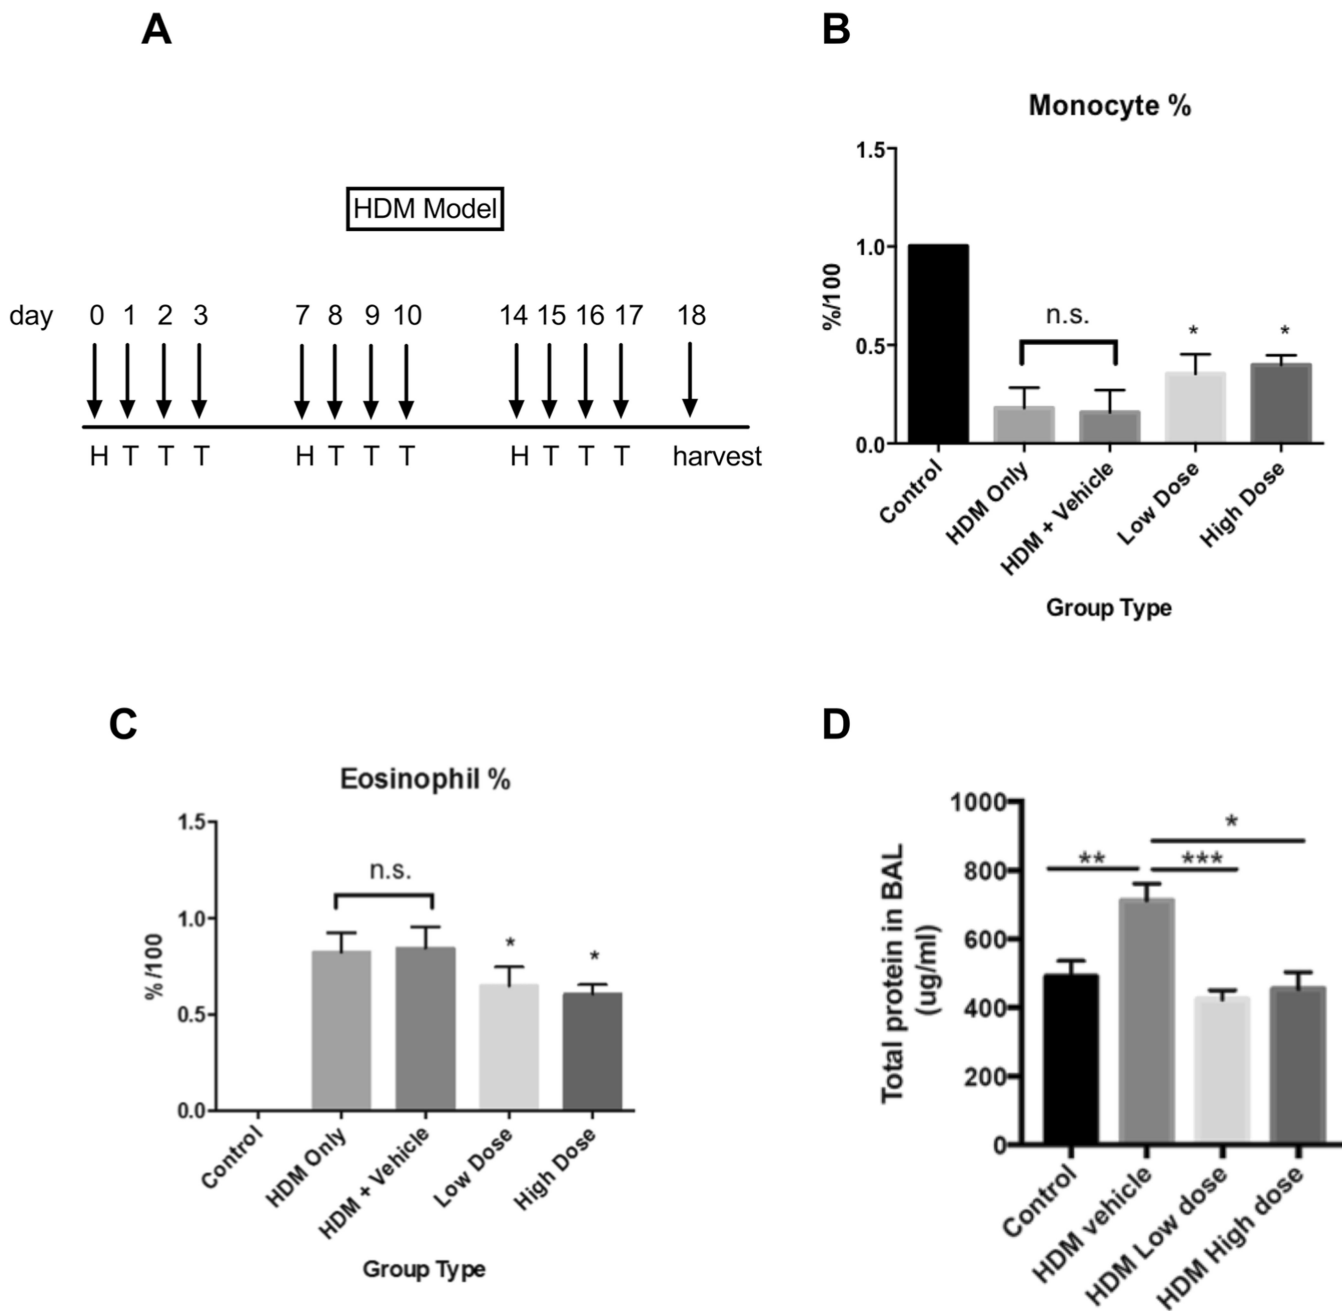 A
HDM Model
day 0 1 2 3 7 8 9 10 14 15 16 17 18
H T T T H T T T H T T T harvest
B
Monocyte %
1.5
1.0
0.5
0.0
%/100
n.s.
* *
Control
HDM Only
HDM + Vehicle
Low Dose
High Dose
Group Type
C
Eosinophil %
1.5
1.0
0.5
0.0
%/100
n.s.
* *
Control
HDM Only
HDM + Vehicle
Low Dose
High Dose
Group Type
D
1000
800
600
400
200
0
Total protein in BAL
(ug/ml)
*
** ***
Control
HDM vehicle
HDM Low dose
HDM High dose